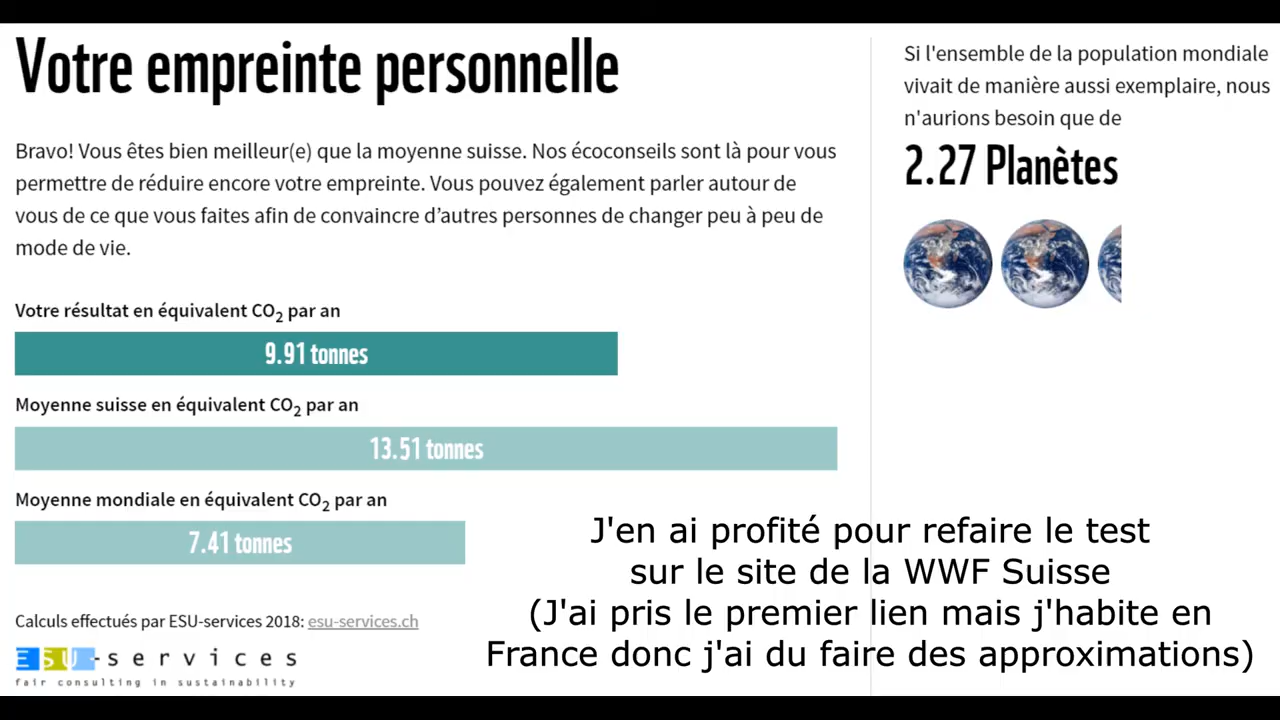 Votre empreinte personnelle
Bravo! Vous êtes bien meilleur(e) que la moyenne suisse. Nos écoconseils sont là pour vous
permettre de réduire encore votre empreinte. Vous pouvez également parler autour de
vous de ce que vous faites afin de convaincre d’autres personnes de changer peu à peu de
mode de vie.
Votre résultat en équivalent CO2 par an
9.91 tonnes
Moyenne suisse en équivalent CO2 par an
13.51 tonnes
Moyenne mondiale en équivalent CO2 par an
7.41 tonnes
Calculs effectués par ESU-services 2018: esu-services.ch
ESU-services
fair consulting in sustainability
Si l'ensemble de la population mondiale
vivait de manière aussi exemplaire, nous
n'aurions besoin que de
2.27 Planètes
J'en ai profité pour refaire le test
sur le site de la WWF Suisse
(J'ai pris le premier lien mais j'habite en
France donc j'ai du faire des approximations)